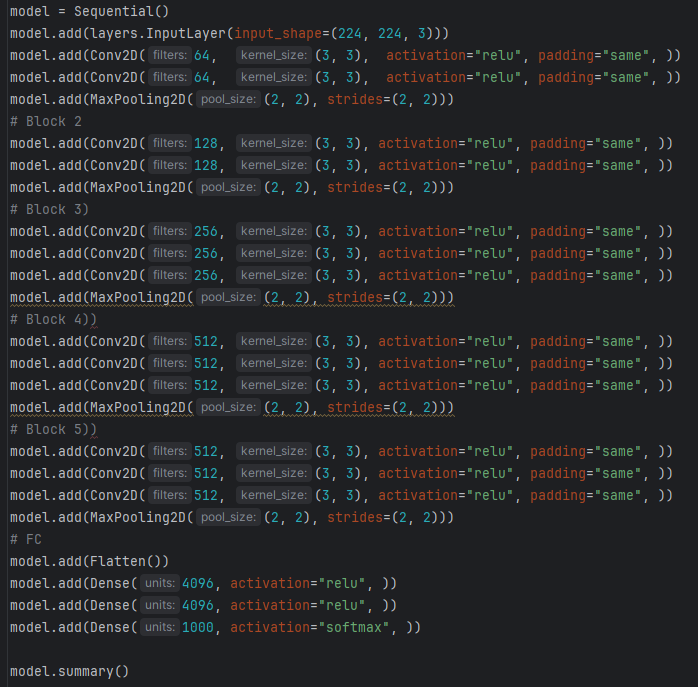 model = Sequential()
model.add(layers.InputLayer(input_shape=(224, 224, 3)))
model.add(Conv2D( filters: 64,  kernel_size: (3, 3),  activation="relu", padding="same", ))
model.add(Conv2D( filters: 64,  kernel_size: (3, 3),  activation="relu", padding="same", ))
model.add(MaxPooling2D( pool_size: (2, 2), strides=(2, 2)))
# Block 2
model.add(Conv2D( filters: 128, kernel_size: (3, 3), activation="relu", padding="same", ))
model.add(Conv2D( filters: 128, kernel_size: (3, 3), activation="relu", padding="same", ))
model.add(MaxPooling2D( pool_size: (2, 2), strides=(2, 2)))
# Block 3)
model.add(Conv2D( filters: 256, kernel_size: (3, 3), activation="relu", padding="same", ))
model.add(Conv2D( filters: 256, kernel_size: (3, 3), activation="relu", padding="same", ))
model.add(Conv2D( filters: 256, kernel_size: (3, 3), activation="relu", padding="same", ))
model.add(MaxPooling2D( pool_size: (2, 2), strides=(2, 2)))
# Block 4))
model.add(Conv2D( filters: 512, kernel_size: (3, 3), activation="relu", padding="same", ))
model.add(Conv2D( filters: 512, kernel_size: (3, 3), activation="relu", padding="same", ))
model.add(Conv2D( filters: 512, kernel_size: (3, 3), activation="relu", padding="same", ))
model.add(MaxPooling2D( pool_size: (2, 2), strides=(2, 2)))
# Block 5))
model.add(Conv2D( filters: 512, kernel_size: (3, 3), activation="relu", padding="same", ))
model.add(Conv2D( filters: 512, kernel_size: (3, 3), activation="relu", padding="same", ))
model.add(Conv2D( filters: 512, kernel_size: (3, 3), activation="relu", padding="same", ))
model.add(MaxPooling2D( pool_size: (2, 2), strides=(2, 2)))
# FC
model.add(Flatten())
model.add(Dense( units: 4096, activation="relu", ))
model.add(Dense( units: 4096, activation="relu", ))
model.add(Dense( units: 1000, activation="softmax", ))
model.summary()